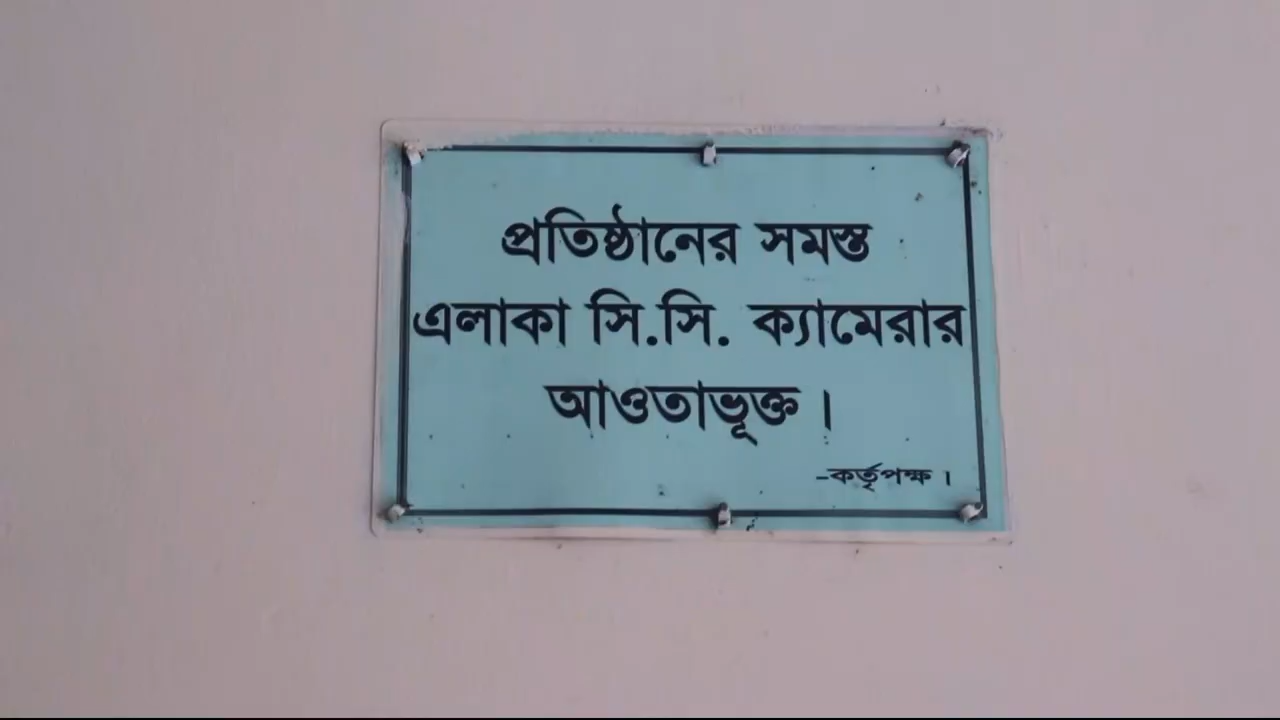 প্রতিষ্ঠানের সমস্ত
এলাকা সি.সি. ক্যামেরার
আওতাভূক্ত।
-কর্তৃপক্ষ।